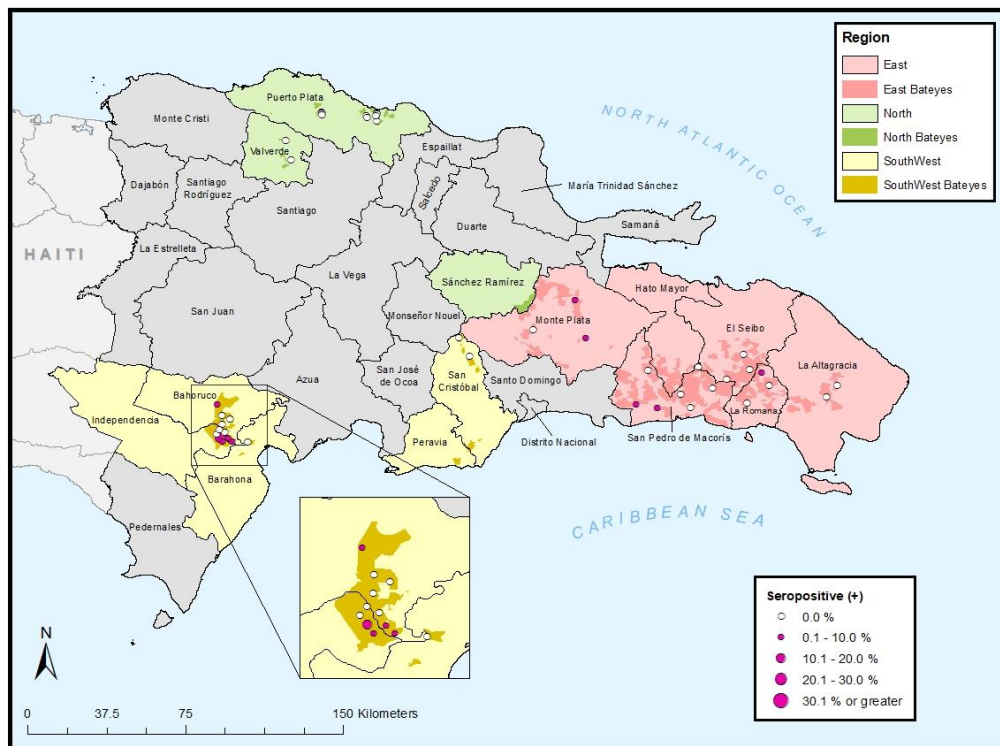 Region
East
East Bateyes
North
North Bateyes
SouthWest
SouthWest Bateyes
NORTH ATLANTIC OCEAN
Puerto Plata
Monte Cristi
Espaillat
Valverde
Dajabón
Santiago
Rodríguez
Salcedo
María Trinidad Sánchez
Santiago
Duarte
Samaná
La Estrelleta
HAITI
La Vega
Sánchez Ramírez
Hato Mayor
San Juan
Monseñor Nouel
Monte Plata
El Seibo
La Altagracia
San José
de Ocoa
Azua
San
Cristóbal
Santo Domingo
Bahoruco
Independencia
La Romana
Peravia
Distrito Nacional
San Pedro de Macorís
Barahona
Pedernales
CARIBBEAN SEA
Seropositive (+)
0.0 %
0.1 - 10.0 %
10.1 - 20.0 %
20.1 - 30.0 %
30.1 % or greater
N
0 37.5 75 150 Kilometers